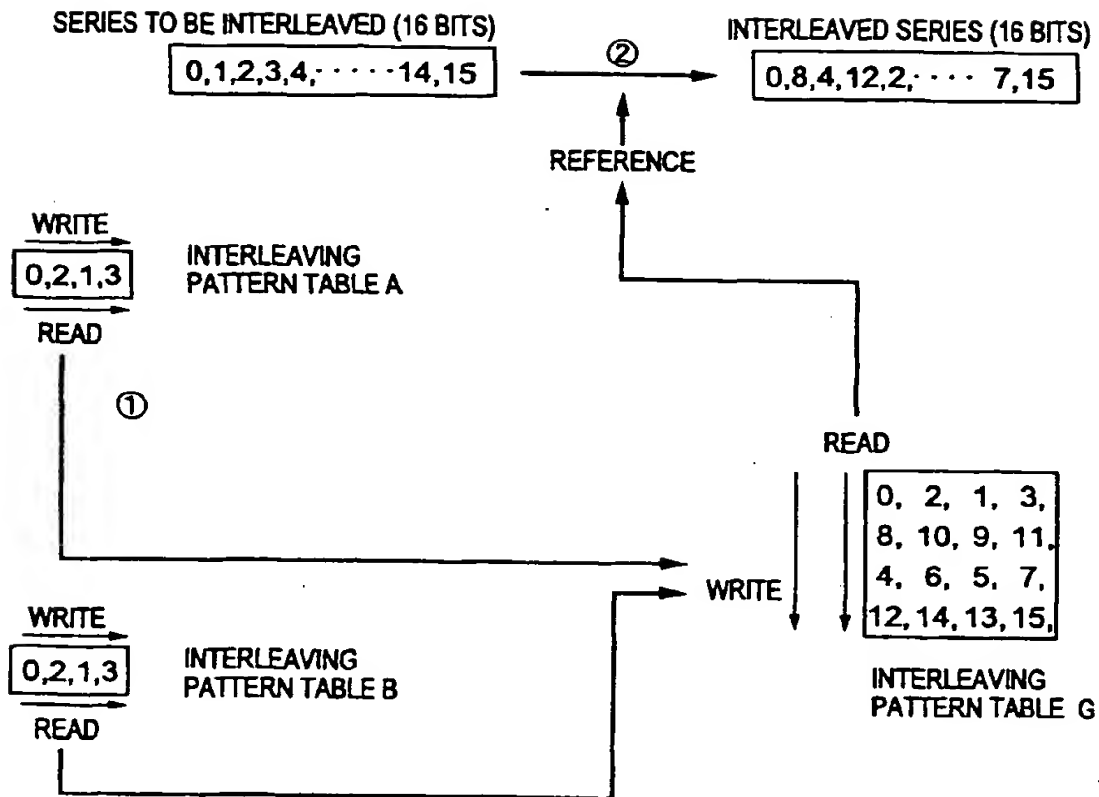 SERIES TO BE INTERLEAVED (16 BITS)
0,1,2,3,4,·····14,15
②
INTERLEAVED SERIES (16 BITS)
0,8,4,12,2,···· 7,15
REFERENCE
WRITE
0,2,1,3
READ
INTERLEAVING
PATTERN TABLE A
①
READ
WRITE
0, 2, 1, 3,
8, 10, 9, 11,
4, 6, 5, 7,
12, 14, 13, 15,
INTERLEAVING
PATTERN TABLE G
WRITE
0,2,1,3
READ
INTERLEAVING
PATTERN TABLE B